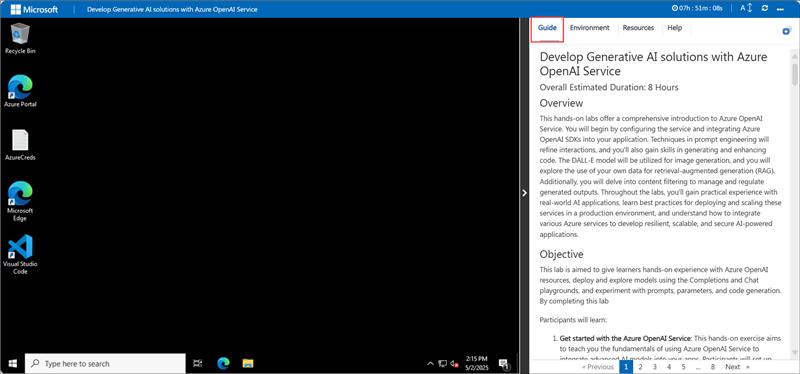 Microsoft Develop Generative AI solutions with Azure OpenAI Service 07h : 51m : 08s A
Recycle Bin
Azure Portal
AzureCreds
Microsoft
Edge
Visual Studio
Code
Type here to search
2:15 PM
5/2/2025
1
Guide Environment Resources Help
Develop Generative AI solutions with Azure
OpenAI Service
Overall Estimated Duration: 8 Hours
Overview
This hands-on labs offer a comprehensive introduction to Azure OpenAI
Service. You will begin by configuring the service and integrating Azure
OpenAI SDKs into your application. Techniques in prompt engineering will
refine interactions, and you'll also gain skills in generating and enhancing
code. The DALL-E model will be utilized for image generation, and you will
explore the use of your own data for retrieval-augmented generation (RAG).
Additionally, you will delve into content filtering to manage and regulate
generated outputs. Throughout the labs, you'll gain practical experience with
real-world AI applications, learn best practices for deploying and scaling these
services in a production environment, and understand how to integrate
various Azure services to develop resilient, scalable, and secure AI-powered
applications.
Objective
This lab is aimed to give learners hands-on experience with Azure OpenAI
resources, deploy and explore models using the Completions and Chat
playgrounds, and experiment with prompts, parameters, and code generation.
By completing this lab
Participants will learn:
1. Get started with the Azure OpenAI Service: This hands-on exercise aims
to teach you the fundamentals of using Azure OpenAI Service to
integrate advanced AI models into your apps. Participants will set up
« Previous 1 2 3 4 5 ... 8 Next »